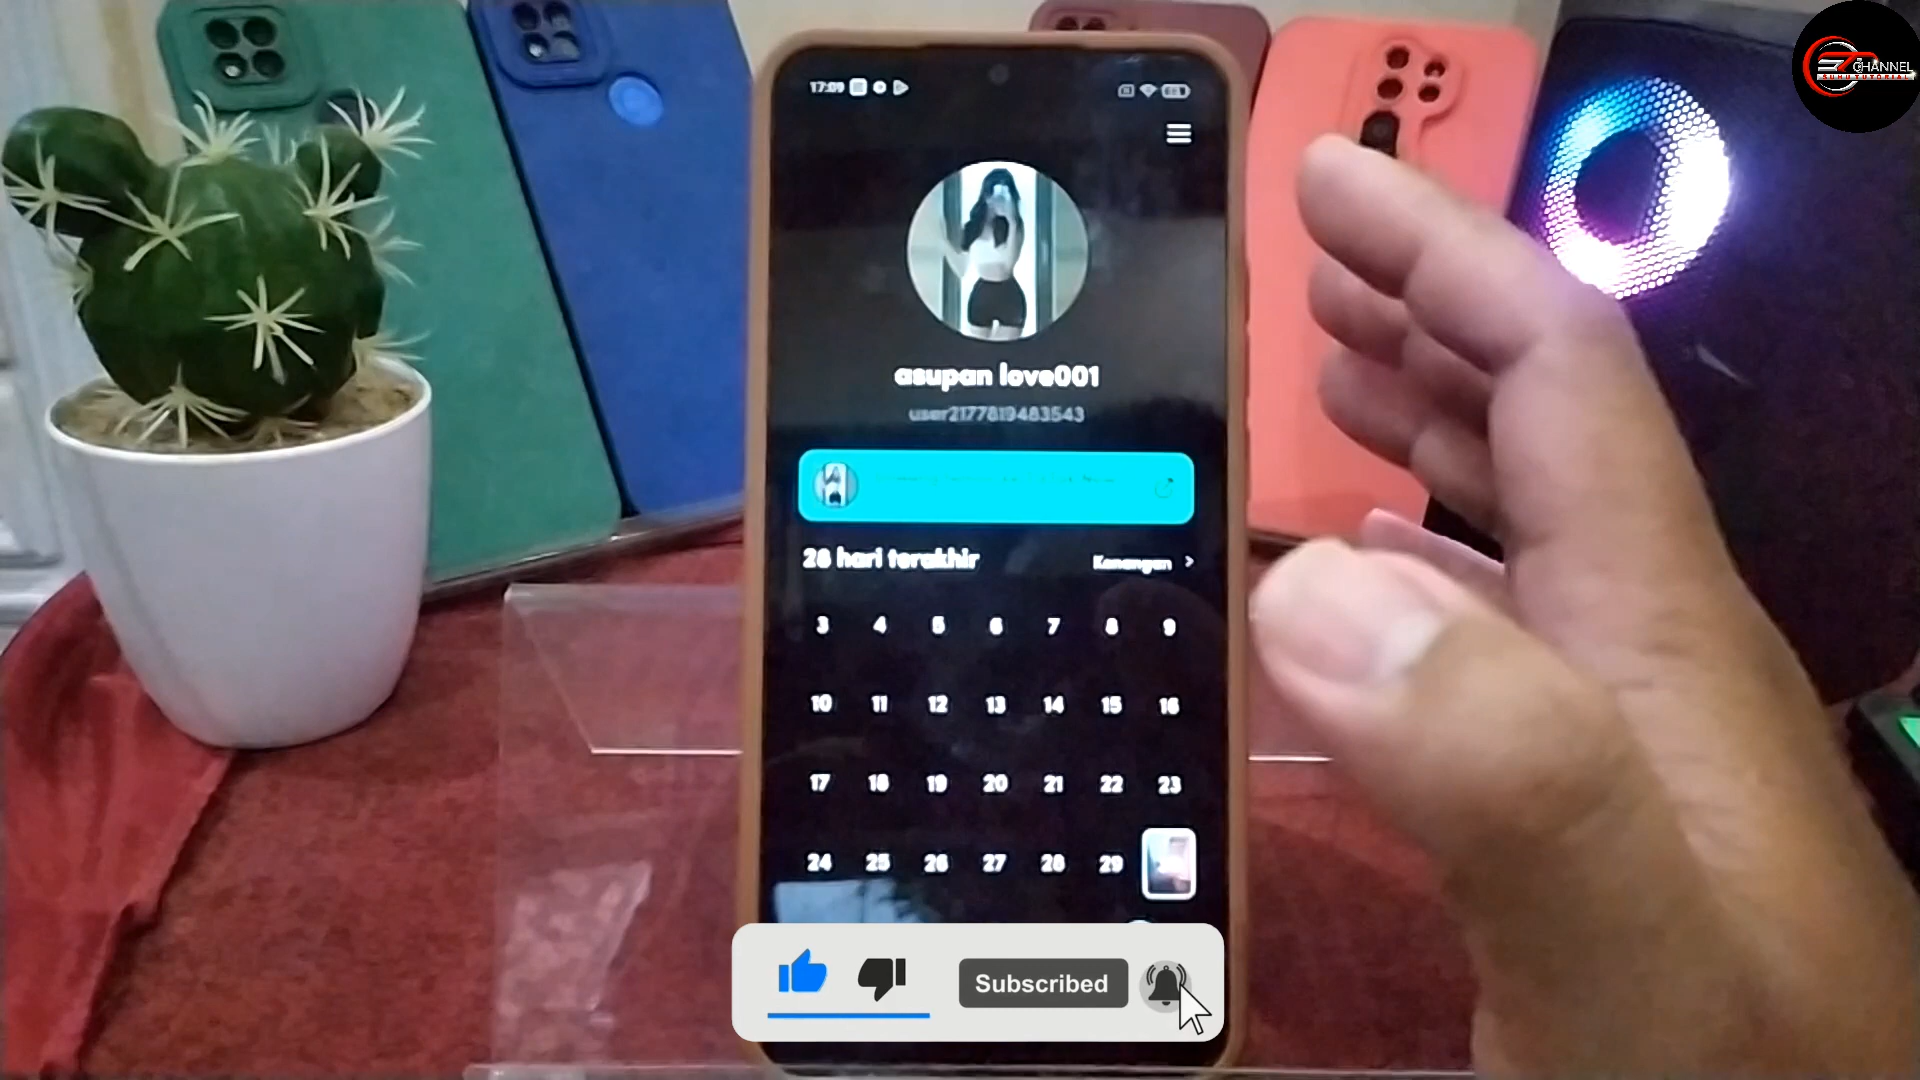 CHANNEL
SUHU TUTORIAL
17:09
asupan love001
user2177819483543
28 hari terakhir
Kenangan >
3 4 5 6 7 8 9
10 11 12 13 14 15 16
17 18 19 20 21 22 23
24 25 26 27 28 29
Subscribed